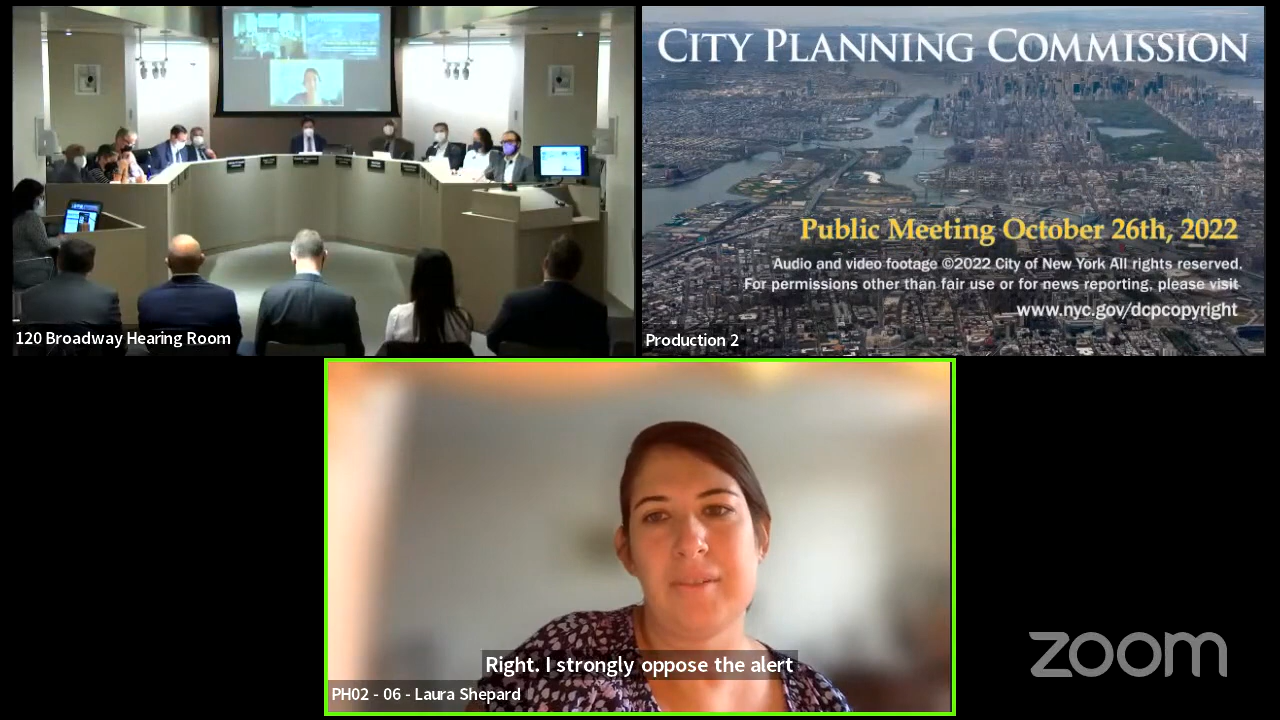 120 Broadway Hearing Room
CITY PLANNING COMMISSION
Public Meeting October 26th, 2022
Audio and video footage ©2022 City of New York All rights reserved.
For permissions other than fair use or for news reporting, please visit
www.nyc.gov/dcpcopyright
Production 2
Right. I strongly oppose the alert
PH02 - 06 - Laura Shepard
zoom